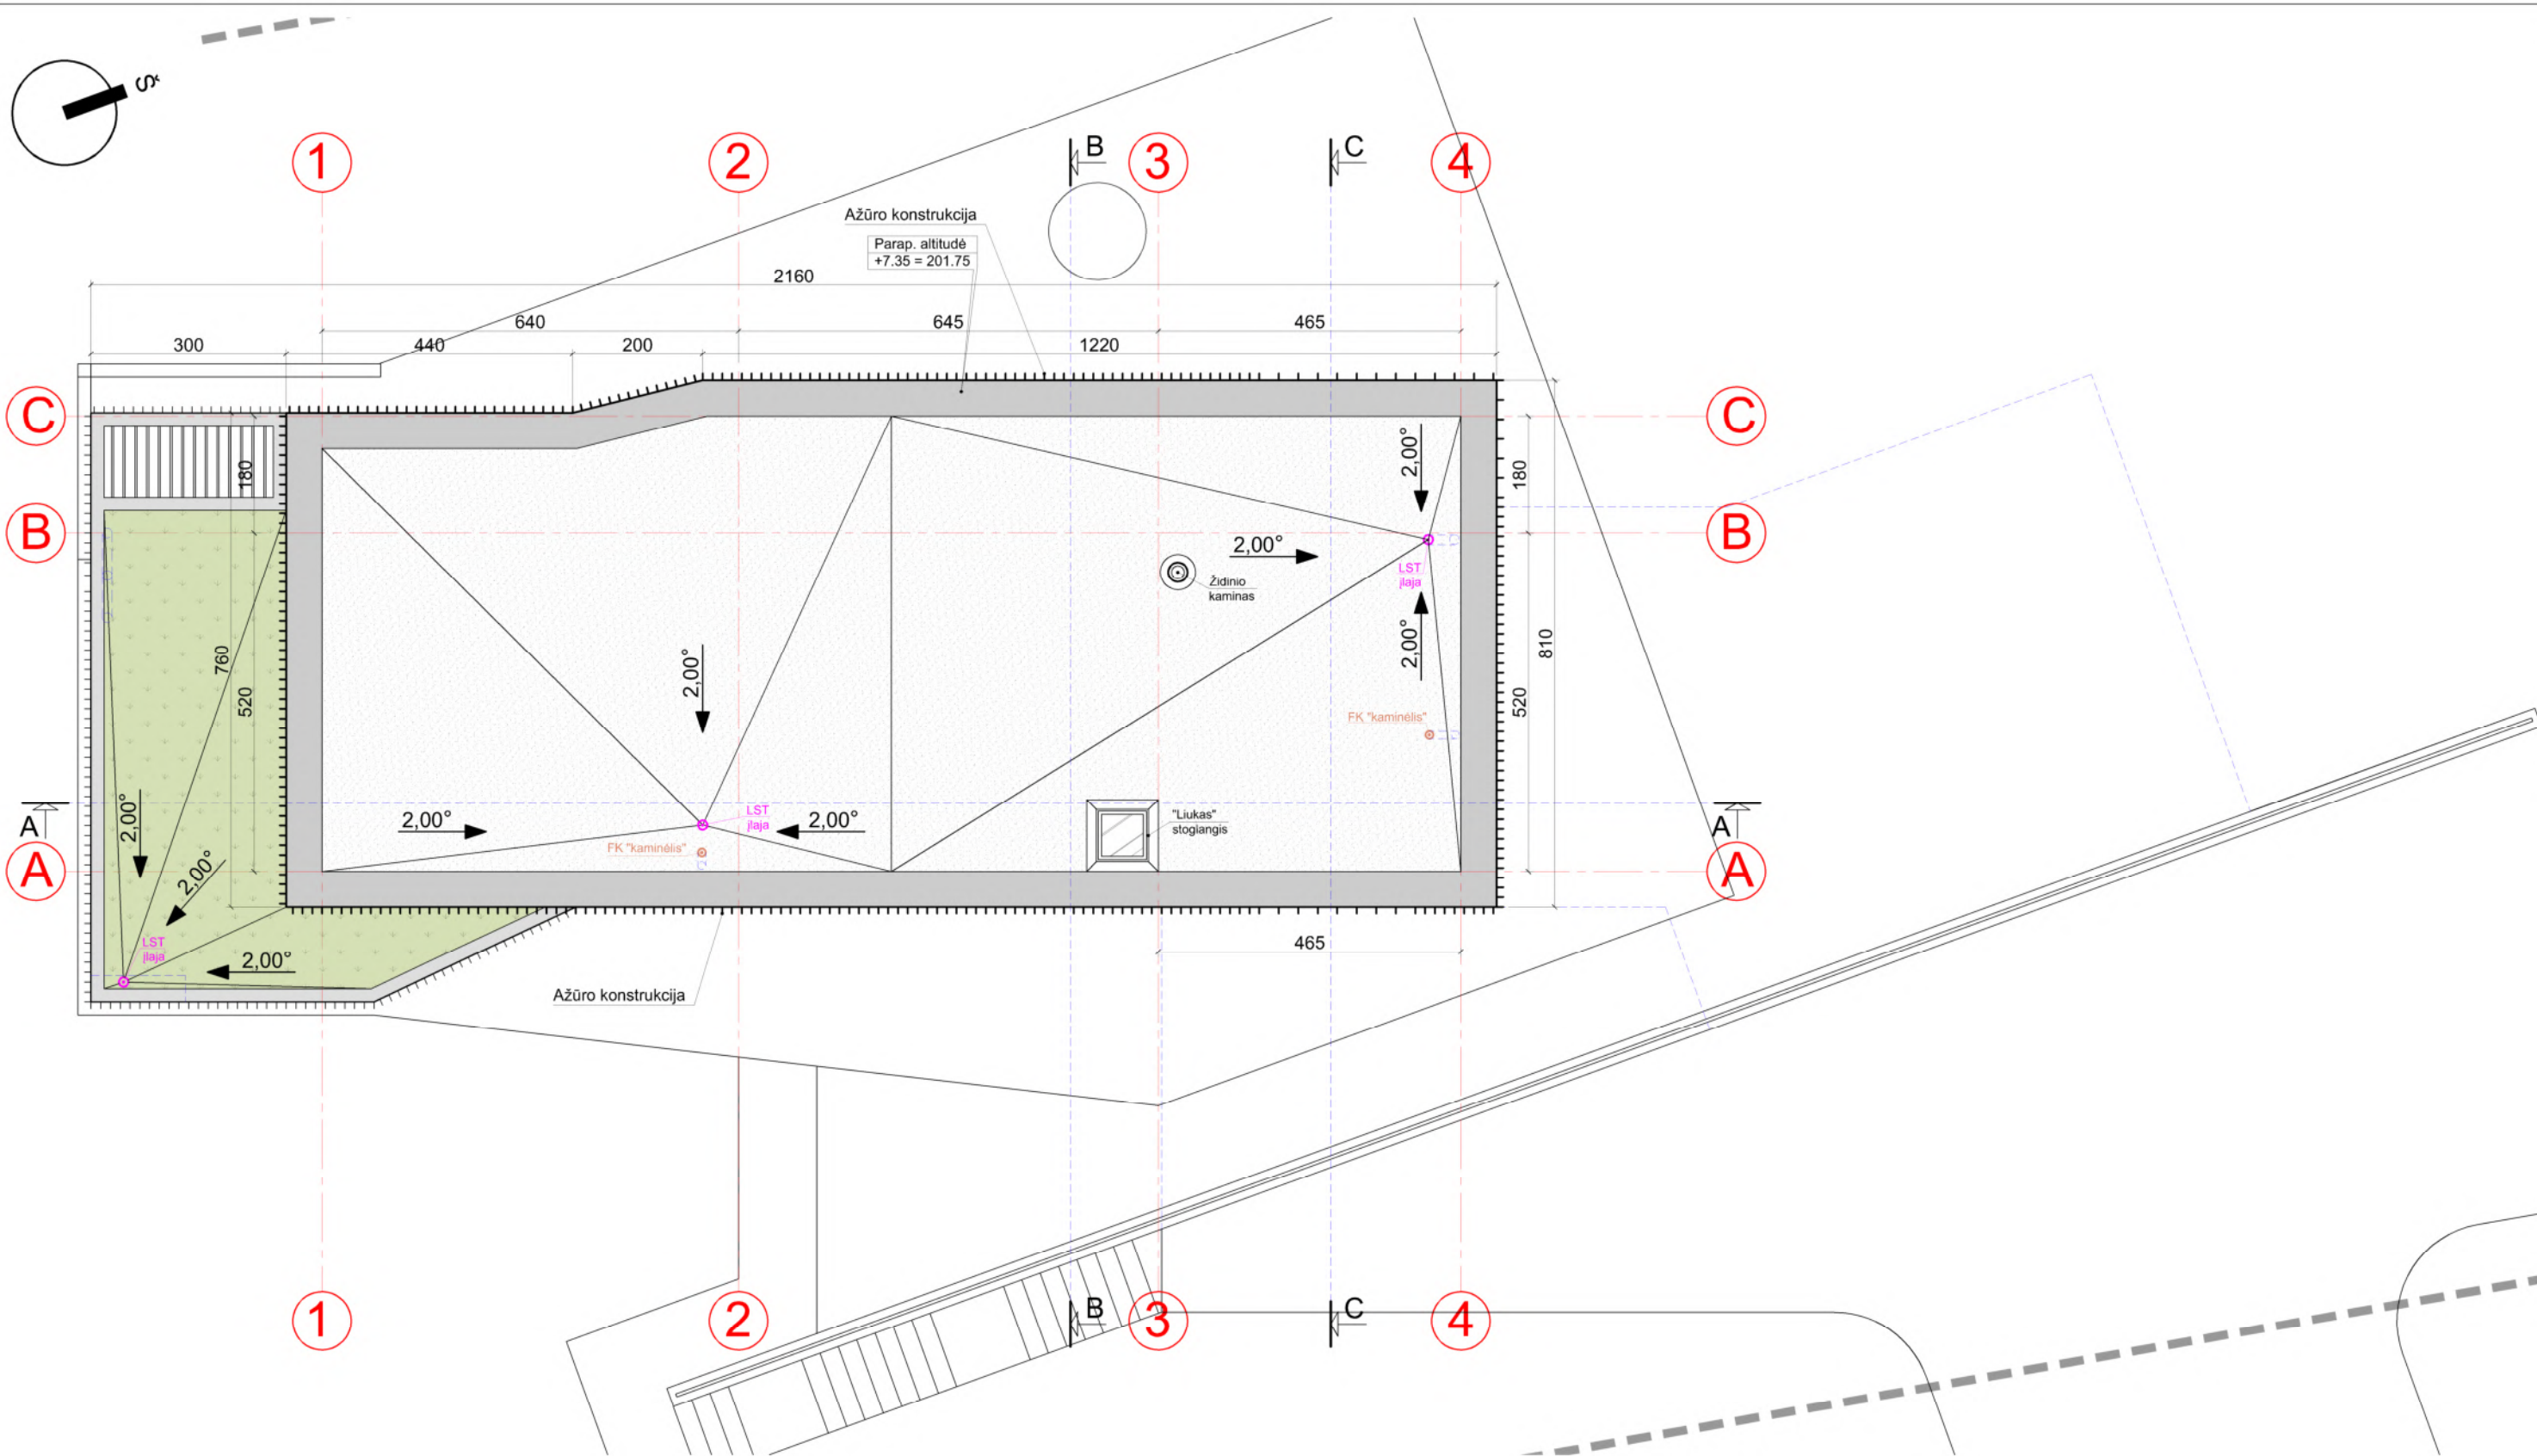 Š
1
2
B
3
C
4
Ažūro konstrukcija
Parap. altitudė
+7.35 = 201.75
2160
640
645
465
300
440
200
1220
C
C
180
2,00°
180
B
B
2,00°
LST
įlaja
Židinio
kaminas
760
520
2,00°
2,00°
520
810
FK "kaminėlis"
A
2,00°
2,00°
LST
įlaja
2,00°
"Liukas"
stoglangis
A
FK "kaminėlis"
A
2,00°
A
LST
įlaja
2,00°
465
Ažūro konstrukcija
1
2
B
3
C
4